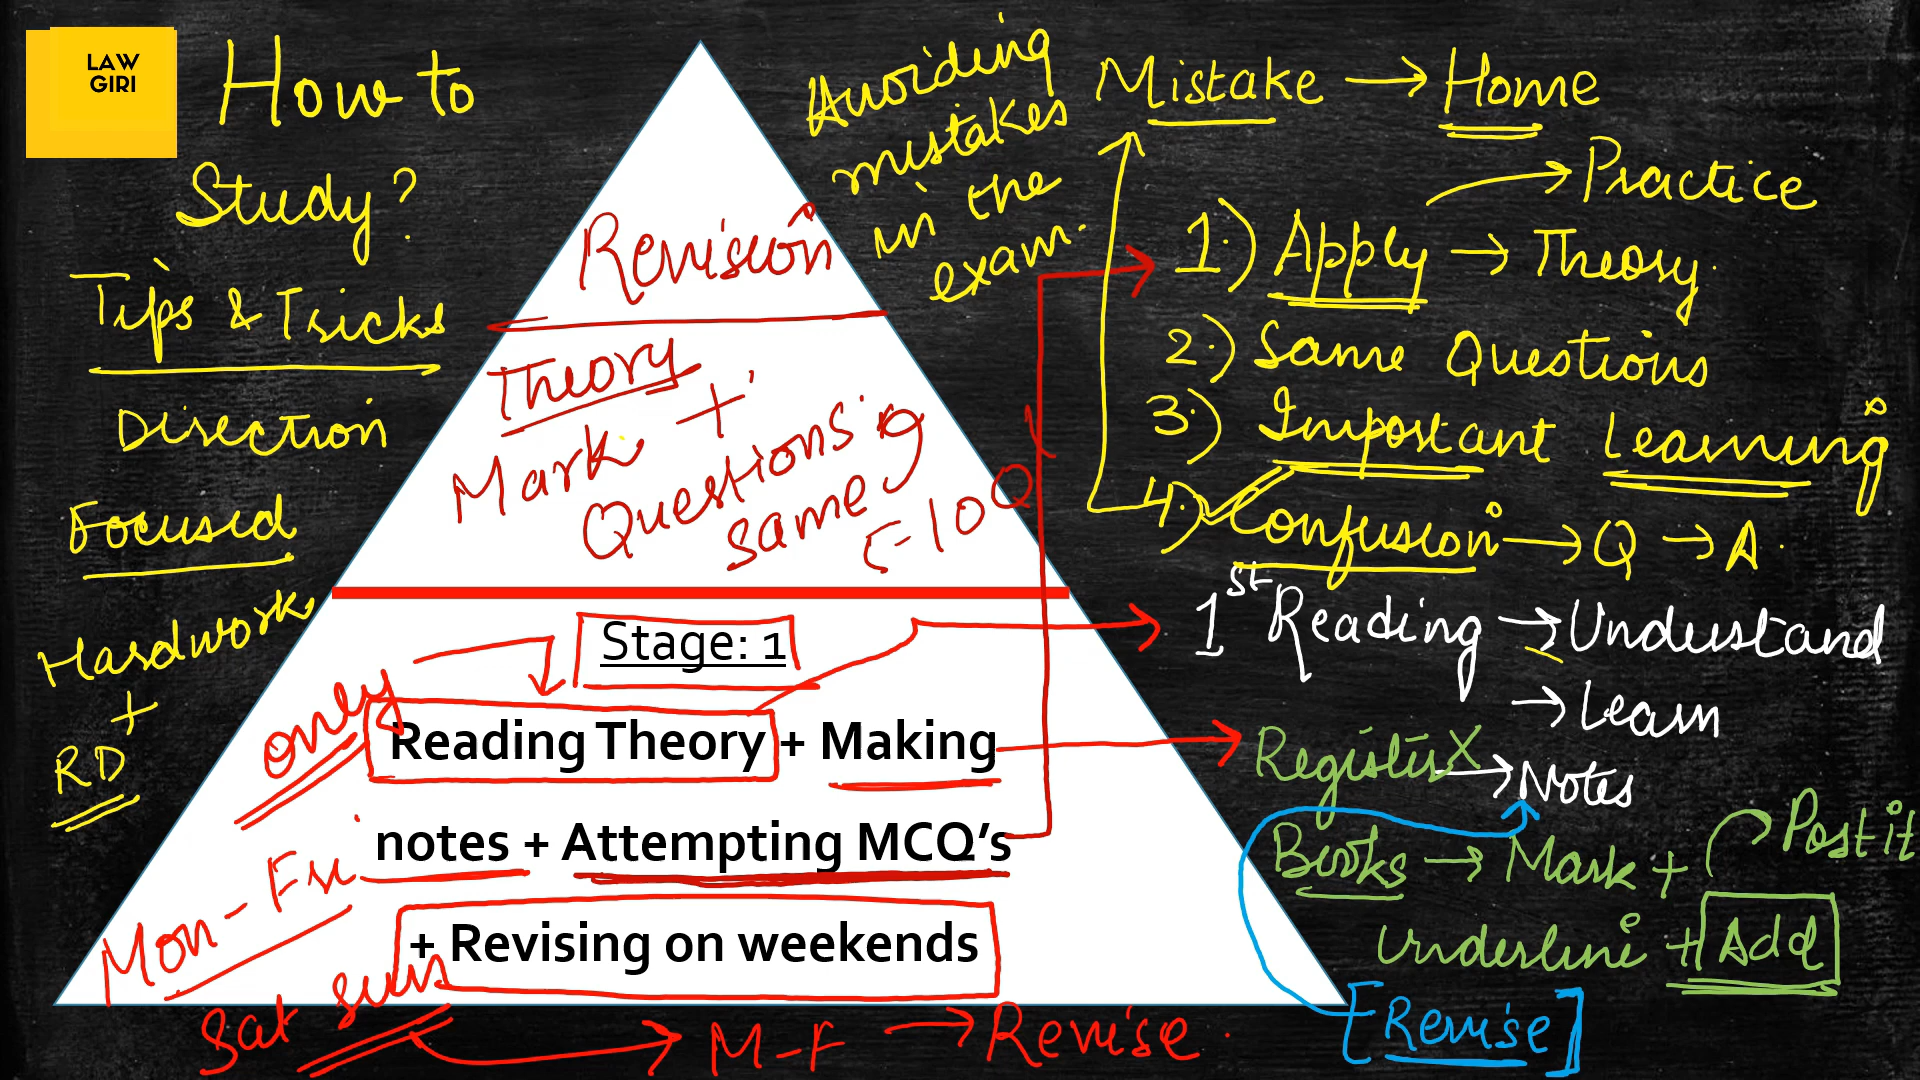 LAW
GIRI
How to
Study?
Tips & Tricks
Direction
Focused
Hardwork
+
RD
Avoiding
mistakes
in the
exam.
Revision
Theory
Mark +
Questions
same
5-10 Q
Stage: 1
only
Reading Theory + Making
notes + Attempting MCQ's
+ Revising on weekends
Mon-Fri
Sat Sun
→ M-F → Revise.
Mistake → Home
→ Practice
1.) Apply → Theory.
2.) Same Questions
3.) Important Learning
4.) Confusion → Q → A.
1st Reading → Understand
→ Learn
Register X → Notes
Books → Mark + Post it
Underline + Add
[Revise]